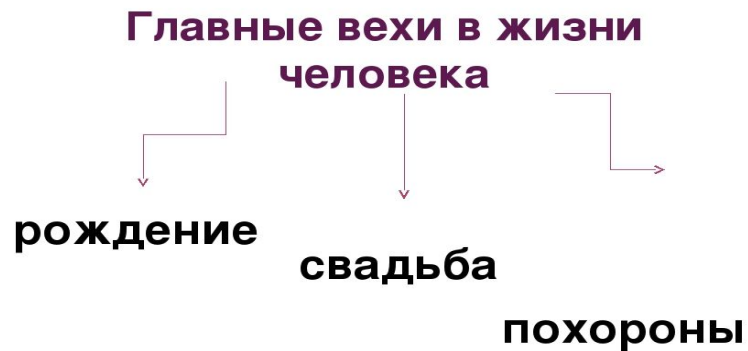 Главные вехи в жизни
человека
рождение
свадьба
похороны